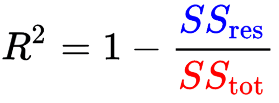 R² = 1 − SS_res / SS_tot